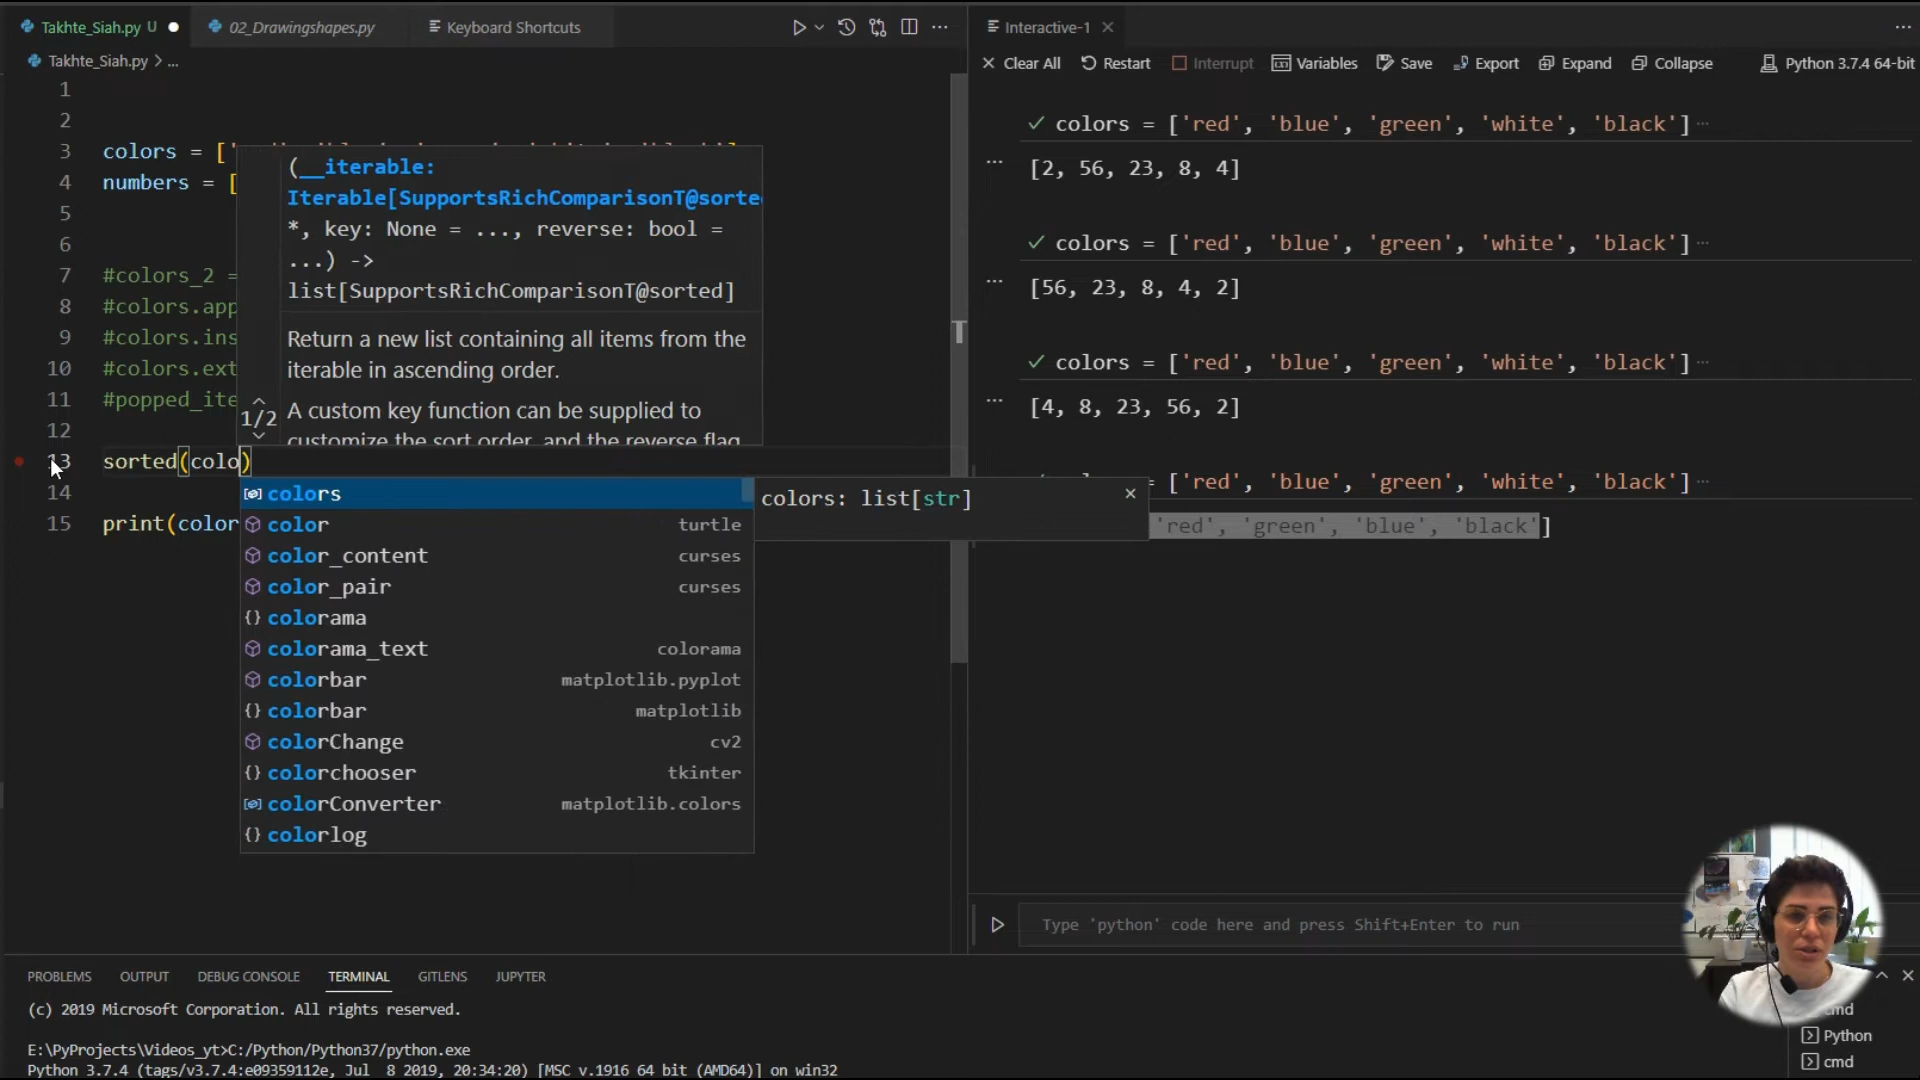 Takhte_Siah.py U
02_Drawingshapes.py
Keyboard Shortcuts
Interactive-1
Takhte_Siah.py > ...
Clear All
Restart
Interrupt
Variables
Save
Export
Expand
Collapse
Python 3.7.4 64-bit
1
2
3 colors = [
4 numbers = [
5
6
7 #colors_2 =
8 #colors.app
9 #colors.ins
10 #colors.ext
11 #popped_ite
12
13 sorted(colo)
14
15 print(color
(__iterable:
Iterable[SupportsRichComparisonT@sorted
*, key: None = ..., reverse: bool =
...) ->
list[SupportsRichComparisonT@sorted]
Return a new list containing all items from the
iterable in ascending order.
1/2
A custom key function can be supplied to
customize the sort order, and the reverse flag
colors
color turtle
color_content curses
color_pair curses
colorama
colorama_text colorama
colorbar matplotlib.pyplot
colorbar matplotlib
colorChange cv2
colorchooser tkinter
colorConverter matplotlib.colors
colorlog
colors: list[str]
colors = ['red', 'blue', 'green', 'white', 'black'] ...
[2, 56, 23, 8, 4]
colors = ['red', 'blue', 'green', 'white', 'black'] ...
[56, 23, 8, 4, 2]
colors = ['red', 'blue', 'green', 'white', 'black'] ...
[4, 8, 23, 56, 2]
= ['red', 'blue', 'green', 'white', 'black'] ...
'red', 'green', 'blue', 'black']
Type 'python' code here and press Shift+Enter to run
PROBLEMS
OUTPUT
DEBUG CONSOLE
TERMINAL
GITLENS
JUPYTER
(c) 2019 Microsoft Corporation. All rights reserved.
E:\PyProjects\Videos_yt>C:/Python/Python37/python.exe
Python 3.7.4 (tags/v3.7.4:e09359112e, Jul 8 2019, 20:34:20) [MSC v.1916 64 bit (AMD64)] on win32
cmd
Python
cmd